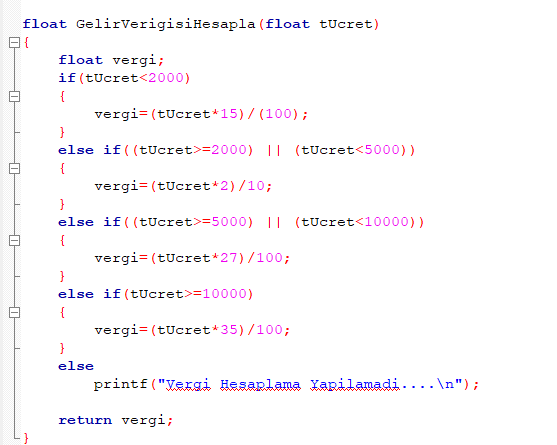 float GelirVerigisiHesapla(float tUcret)
{
float vergi;
if(tUcret<2000)
{
vergi=(tUcret*15)/(100);
}
else if((tUcret>=2000) || (tUcret<5000))
{
vergi=(tUcret*2)/10;
}
else if((tUcret>=5000) || (tUcret<10000))
{
vergi=(tUcret*27)/100;
}
else if(tUcret>=10000)
{
vergi=(tUcret*35)/100;
}
else
printf("Vergi Hesaplama Yapilamadi....\n");
return vergi;
}